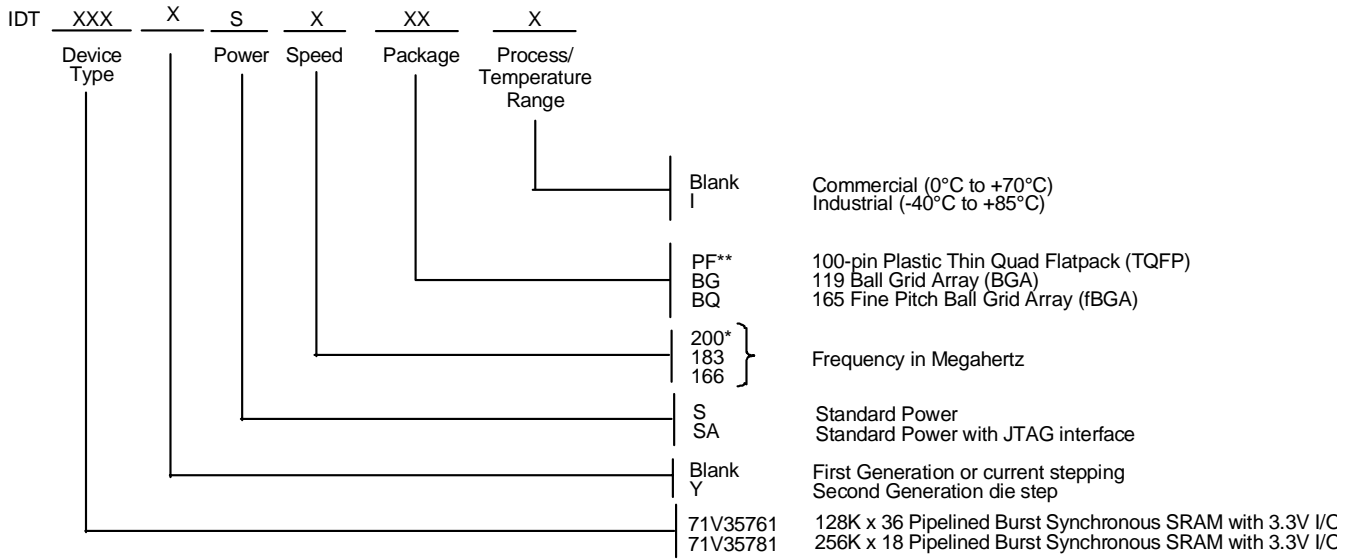 IDT XXX X S X XX X
Device Type Power Speed Package Process/ Temperature Range
Blank Commercial (0°C to +70°C)
I Industrial (-40°C to +85°C)
PF** 100-pin Plastic Thin Quad Flatpack (TQFP)
BG 119 Ball Grid Array (BGA)
BQ 165 Fine Pitch Ball Grid Array (fBGA)
200*
183 Frequency in Megahertz
166
S Standard Power
SA Standard Power with JTAG interface
Blank First Generation or current stepping
Y Second Generation die step
71V35761 128K x 36 Pipelined Burst Synchronous SRAM with 3.3V I/O
71V35781 256K x 18 Pipelined Burst Synchronous SRAM with 3.3V I/O